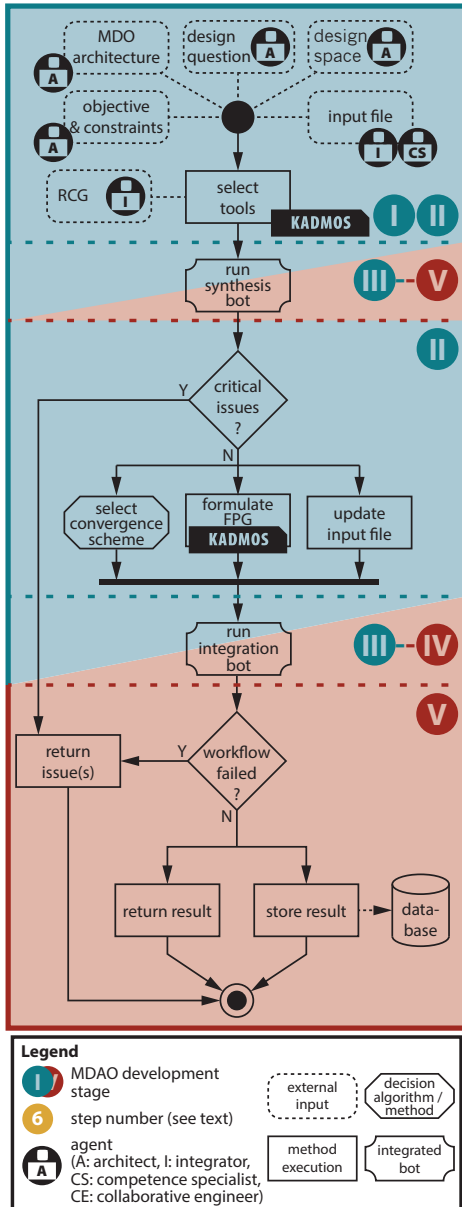 MDO
architecture
A
design
question
A
design
space
A
objective
& constraints
A
input file
I
CS
RCG
I
select
tools
KADMOS
I
II
run
synthesis
bot
III
V
II
critical
issues
?
Y
N
select
convergence
scheme
formulate
FPG
KADMOS
update
input file
run
integration
bot
III
IV
V
return
issue(s)
Y
workflow
failed
?
N
return result
store result
data-
base
Legend
I
V
MDAO development
stage
6
step number (see text)
A
agent
(A: architect, I: integrator,
CS: competence specialist,
CE: collaborative engineer)
external
input
decision
algorithm /
method
method
execution
integrated
bot